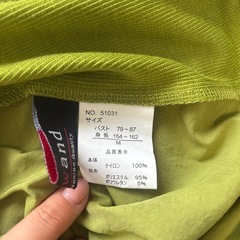 NO. 51031
サイズ
バスト 79-87
身長 154-162
M
品質表示
本体
ナイロン 100%
別布
ポリエステル 95%
ポリウレタン 5%
wand